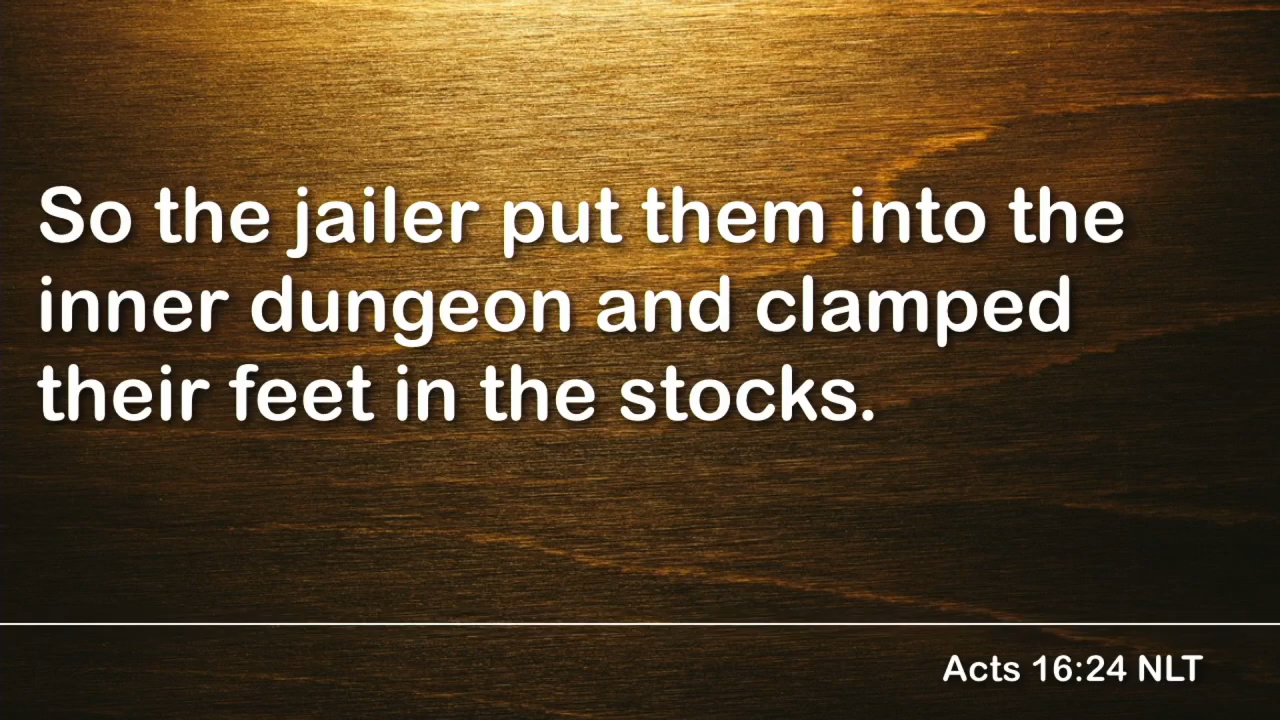 So the jailer put them into the
inner dungeon and clamped
their feet in the stocks.
Acts 16:24 NLT